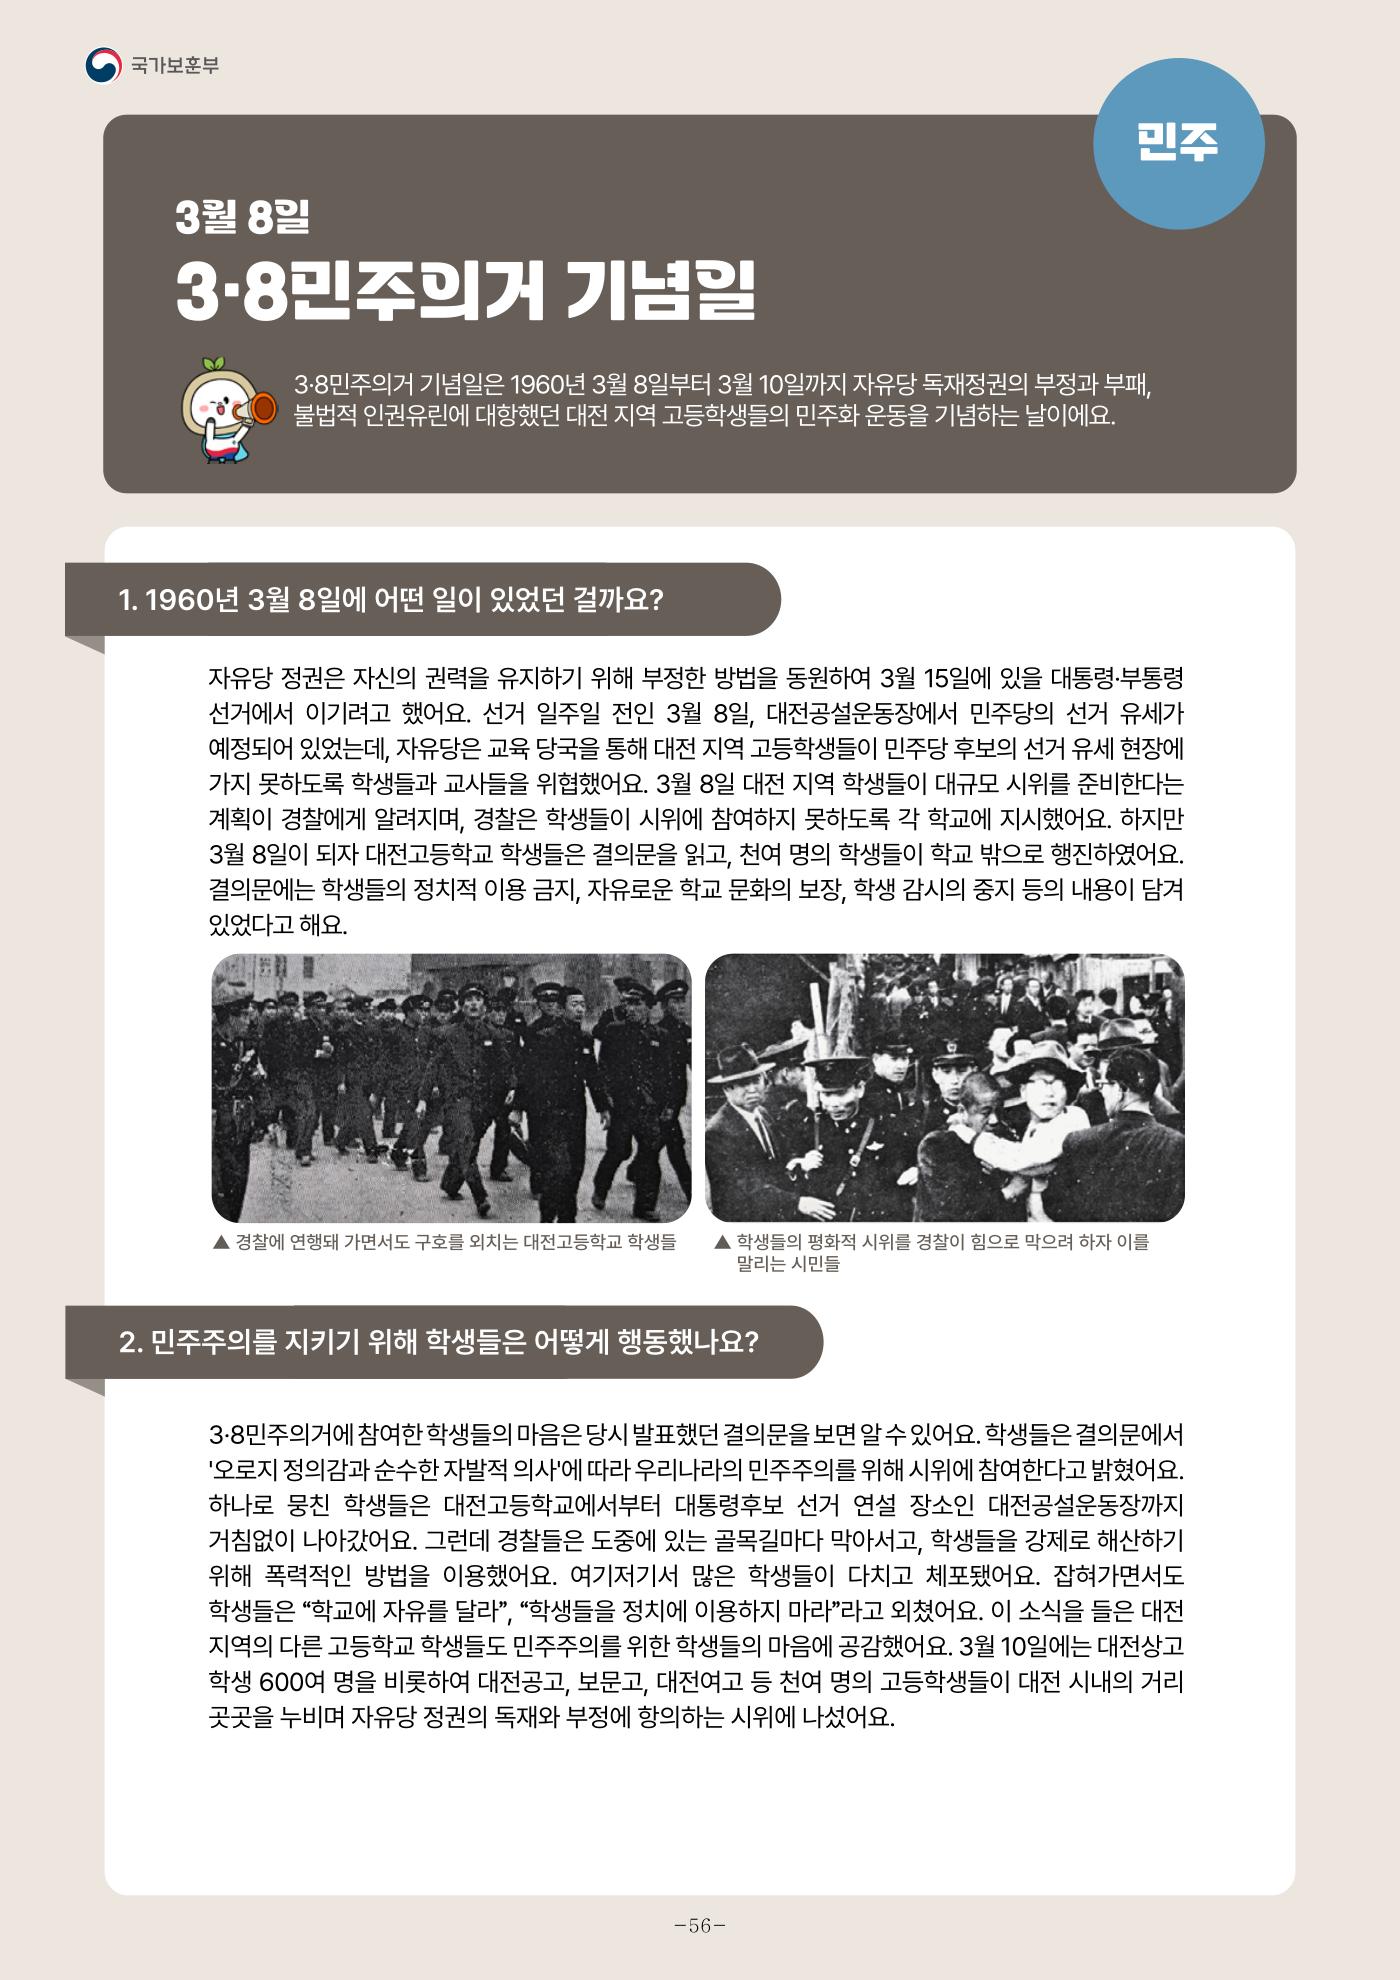 국가보훈부
민주
3월 8일
3·8민주의거 기념일
3·8민주의거 기념일은 1960년 3월 8일부터 3월 10일까지 자유당 독재정권의 부정과 부패,
불법적 인권유린에 대항했던 대전 지역 고등학생들의 민주화 운동을 기념하는 날이에요.
1. 1960년 3월 8일에 어떤 일이 있었던 걸까요?
자유당 정권은 자신의 권력을 유지하기 위해 부정한 방법을 동원하여 3월 15일에 있을 대통령·부통령
선거에서 이기려고 했어요. 선거 일주일 전인 3월 8일, 대전공설운동장에서 민주당의 선거 유세가
예정되어 있었는데, 자유당은 교육 당국을 통해 대전 지역 고등학생들이 민주당 후보의 선거 유세 현장에
가지 못하도록 학생들과 교사들을 위협했어요. 3월 8일 대전 지역 학생들이 대규모 시위를 준비한다는
계획이 경찰에게 알려지며, 경찰은 학생들이 시위에 참여하지 못하도록 각 학교에 지시했어요. 하지만
3월 8일이 되자 대전고등학교 학생들은 결의문을 읽고, 천여 명의 학생들이 학교 밖으로 행진하였어요.
결의문에는 학생들의 정치적 이용 금지, 자유로운 학교 문화의 보장, 학생 감시의 중지 등의 내용이 담겨
있었다고 해요.
▲ 경찰에 연행돼 가면서도 구호를 외치는 대전고등학교 학생들
▲ 학생들의 평화적 시위를 경찰이 힘으로 막으려 하자 이를
말리는 시민들
2. 민주주의를 지키기 위해 학생들은 어떻게 행동했나요?
3·8민주의거에 참여한 학생들의 마음은 당시 발표했던 결의문을 보면 알 수 있어요. 학생들은 결의문에서
'오로지 정의감과 순수한 자발적 의사'에 따라 우리나라의 민주주의를 위해 시위에 참여한다고 밝혔어요.
하나로 뭉친 학생들은 대전고등학교에서부터 대통령후보 선거 연설 장소인 대전공설운동장까지
거침없이 나아갔어요. 그런데 경찰들은 도중에 있는 골목길마다 막아서고, 학생들을 강제로 해산하기
위해 폭력적인 방법을 이용했어요. 여기저기서 많은 학생들이 다치고 체포됐어요. 잡혀가면서도
학생들은 “학교에 자유를 달라”, “학생들을 정치에 이용하지 마라”라고 외쳤어요. 이 소식을 들은 대전
지역의 다른 고등학교 학생들도 민주주의를 위한 학생들의 마음에 공감했어요. 3월 10일에는 대전상고
학생 600여 명을 비롯하여 대전공고, 보문고, 대전여고 등 천여 명의 고등학생들이 대전 시내의 거리
곳곳을 누비며 자유당 정권의 독재와 부정에 항의하는 시위에 나섰어요.
-56-